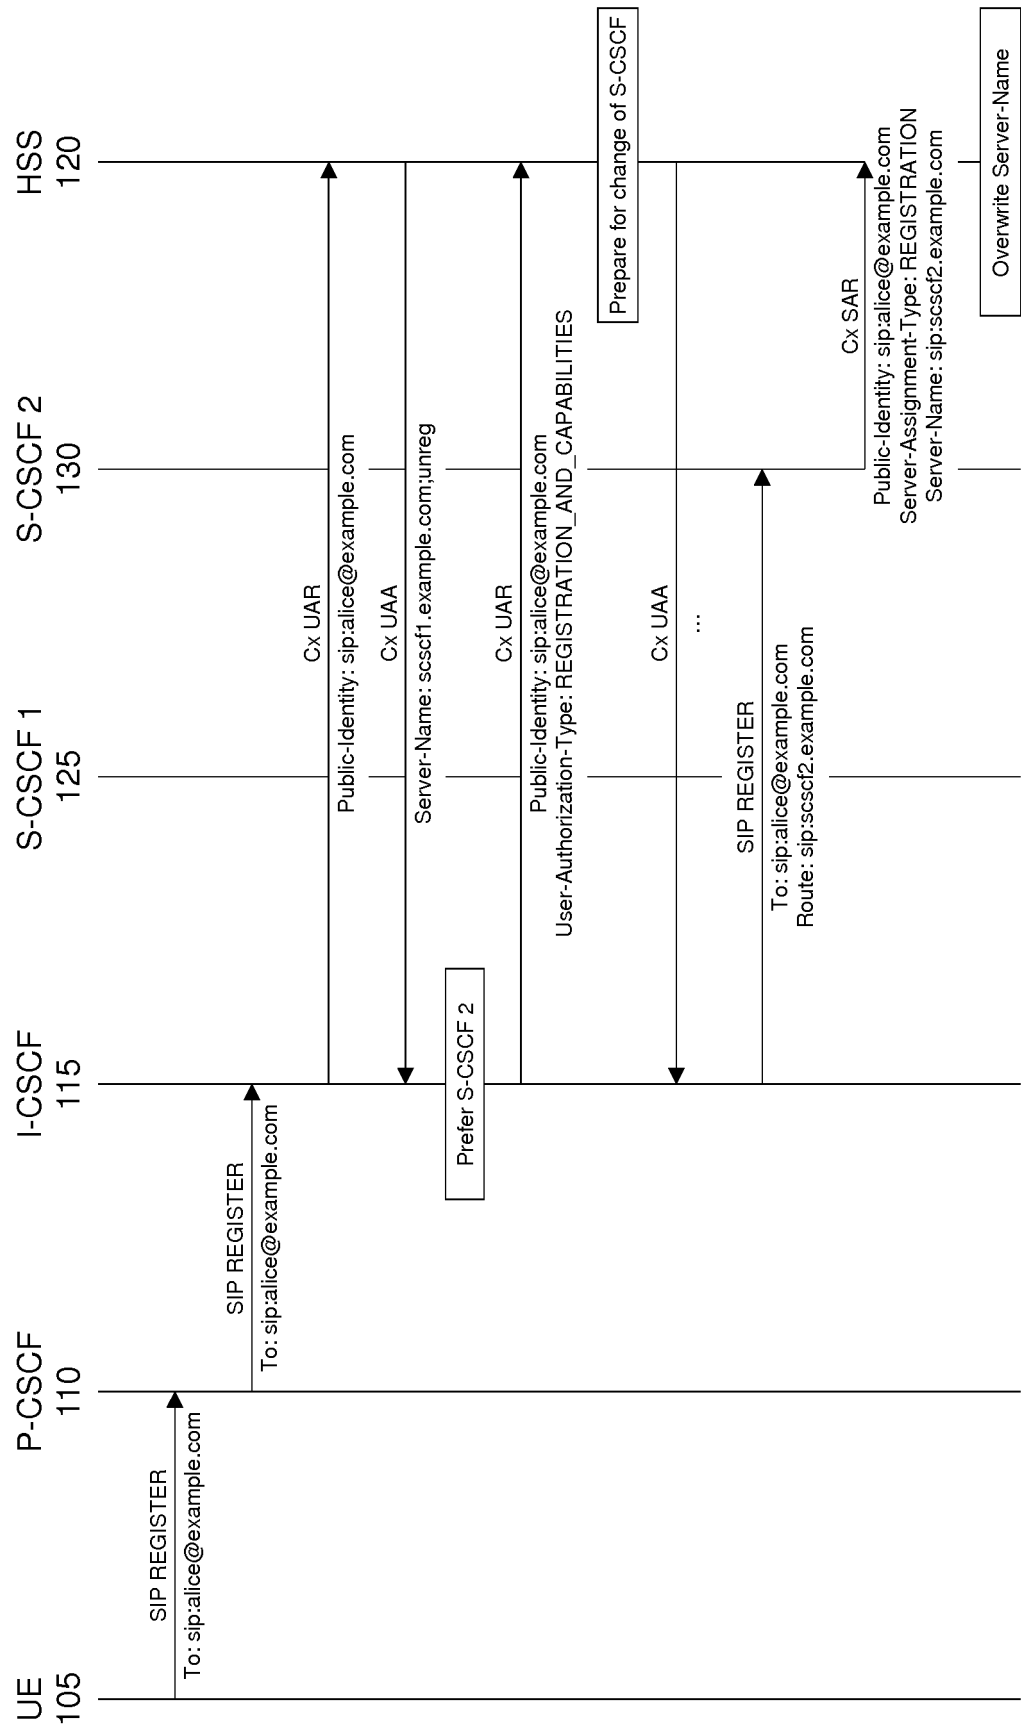 UE
105
P-CSCF
110
I-CSCF
115
S-CSCF 1
125
S-CSCF 2
130
HSS
120
SIP REGISTER
To: sip:alice@example.com
SIP REGISTER
To: sip:alice@example.com
Cx UAR
Public-Identity: sip:alice@example.com
Cx UAA
Server-Name: scscf1.example.com;unreg
Prefer S-CSCF 2
Cx UAR
Public-Identity: sip:alice@example.com
User-Authorization-Type: REGISTRATION_AND_CAPABILITIES
Prepare for change of S-CSCF
Cx UAA
...
SIP REGISTER
To: sip:alice@example.com
Route: sip:scscf2.example.com
Cx SAR
Public-Identity: sip:alice@example.com
Server-Assignment-Type: REGISTRATION
Server-Name: sip:scscf2.example.com
Overwrite Server-Name